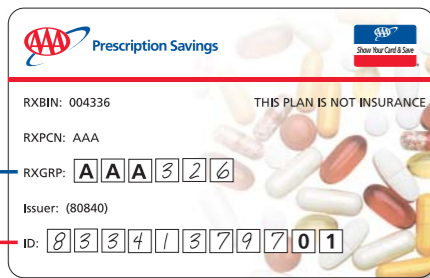 AAA Prescription Savings
AAA
Show Your Card & Save
RXBIN: 004336 THIS PLAN IS NOT INSURANCE
RXPCN: AAA
RXGRP: AAA326
Issuer: (80840)
ID: 83341379701